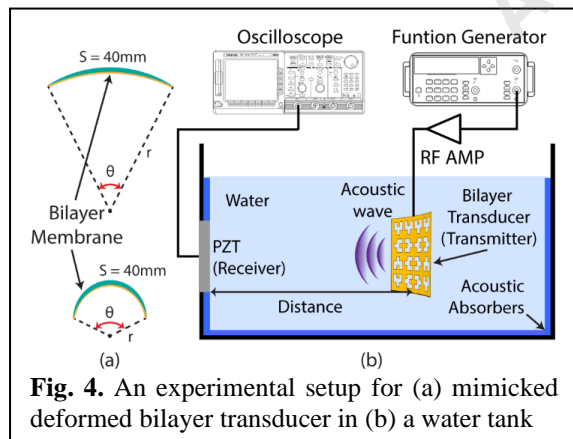 Oscilloscope
Funtion Generator
S = 40mm
θ
r
Bilayer
Membrane
S = 40mm
θ
r
(a)
RF AMP
Water
Acoustic
wave
Bilayer
Transducer
(Transmitter)
PZT
(Receiver)
Distance
Acoustic
Absorbers
(b)
Fig. 4. An experimental setup for (a) mimicked
deformed bilayer transducer in (b) a water tank